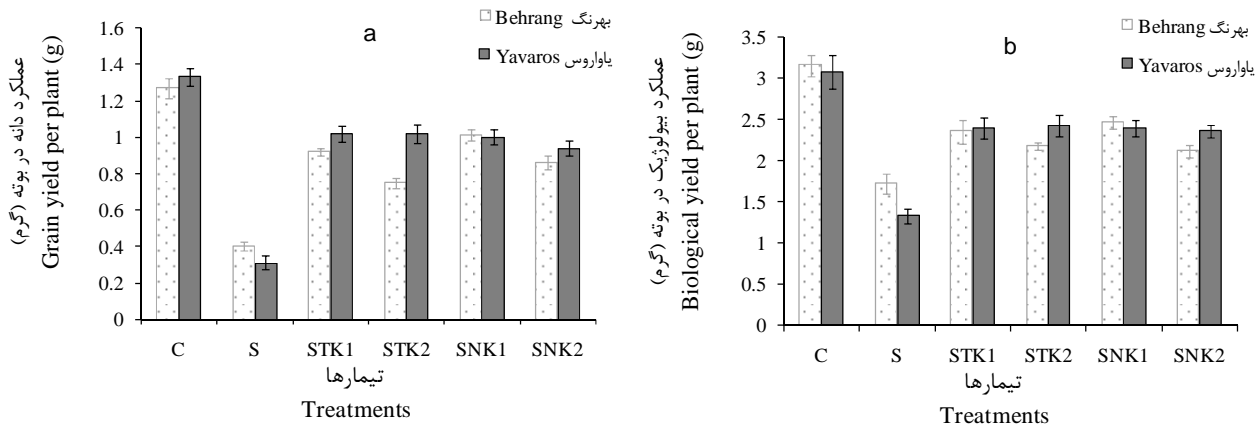 a
بهرنگ Behrang
یاواروس Yavaros
عملکرد دانه در بوته (گرم)
Grain yield per plant (g)
1.6
1.4
1.2
1
0.8
0.6
0.4
0.2
0
C S STK1 STK2 SNK1 SNK2
تیمارها
Treatments
b
بهرنگ Behrang
یاواروس Yavaros
عملکرد بیولوژیک در بوته (گرم)
Biological yield per plant (g)
3.5
3
2.5
2
1.5
1
0.5
0
C S STK1 STK2 SNK1 SNK2
تیمارها
Treatments